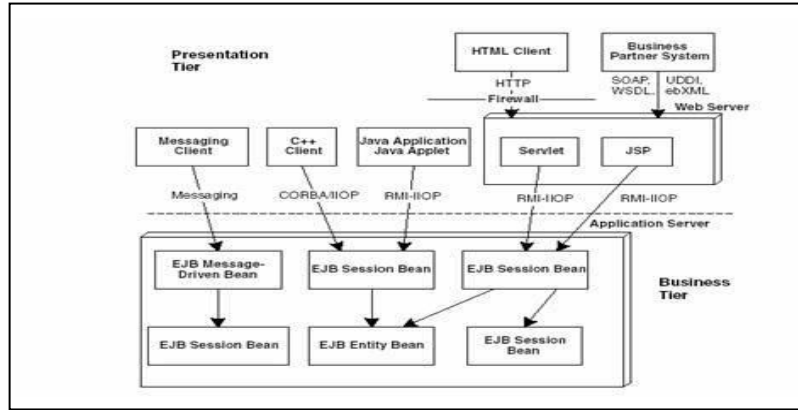 Presentation
Tier
HTML Client
Business
Partner System
HTTP
SOAP, UDDI,
WSDL, ebXML
Firewall
Web Server
Messaging
Client
C++
Client
Java Application
Java Applet
Servlet
JSP
Messaging
CORBA/IIOP
RMI-IIOP
RMI-IIOP
RMI-IIOP
Application Server
EJB Message-
Driven Bean
EJB Session Bean
EJB Session Bean
Business
Tier
EJB Session Bean
EJB Entity Bean
EJB Session
Bean